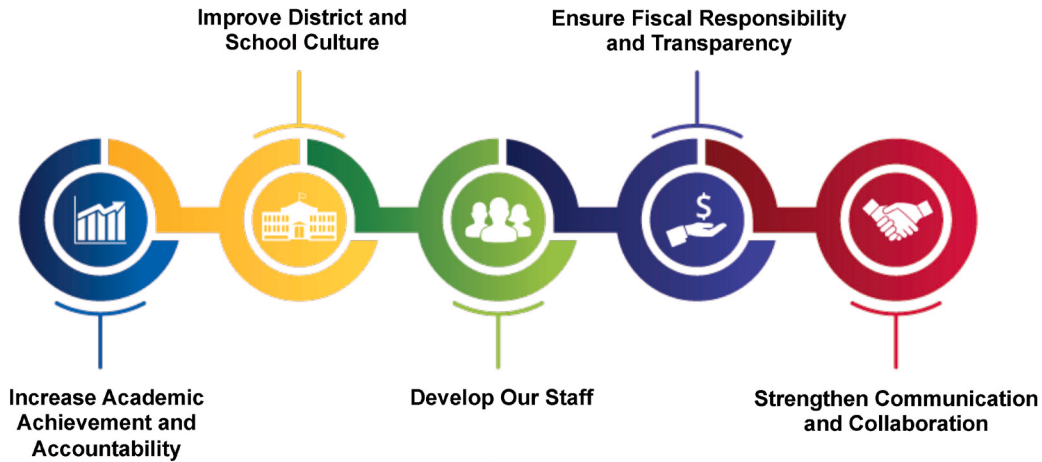 Improve District and
School Culture
Ensure Fiscal Responsibility
and Transparency
$
Increase Academic
Achievement and
Accountability
Develop Our Staff
Strengthen Communication
and Collaboration